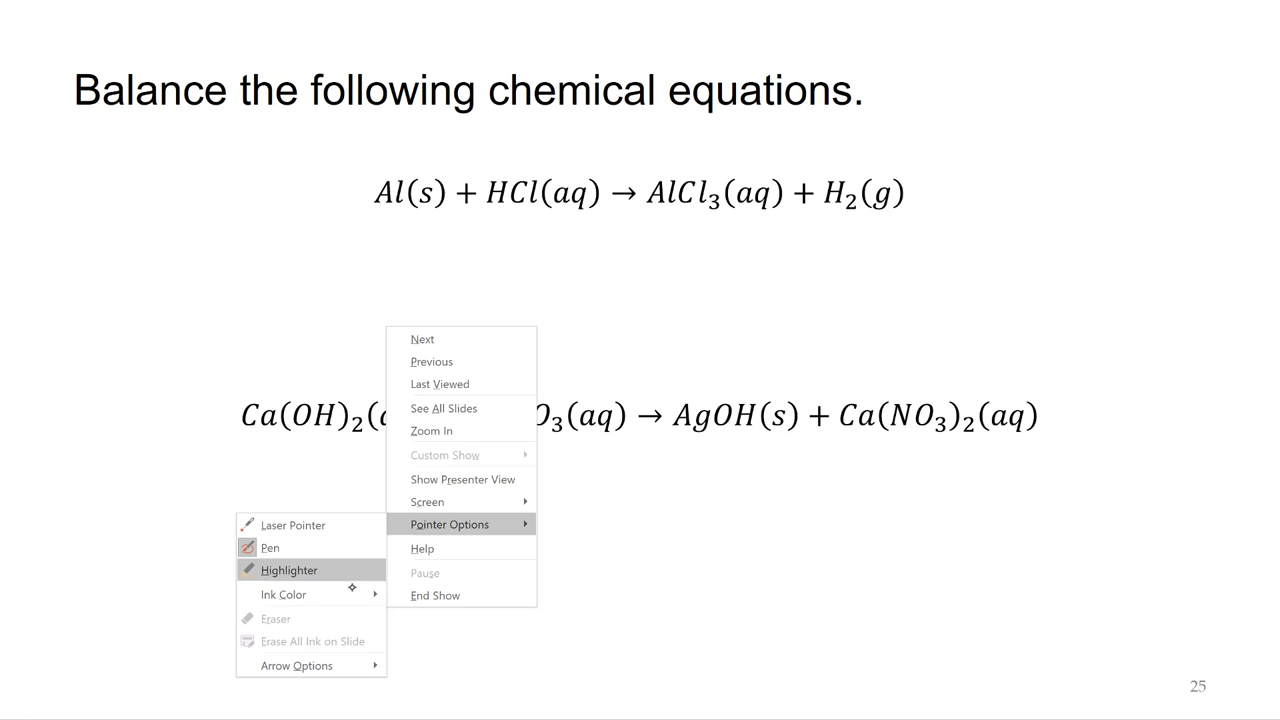 Balance the following chemical equations.
Al(s) + HCl(aq) → AlCl₃(aq) + H₂(g)
Ca(OH)₂( O₃(aq) → AgOH(s) + Ca(NO₃)₂(aq)
Next
Previous
Last Viewed
See All Slides
Zoom In
Custom Show
Show Presenter View
Screen
Pointer Options
Help
Pause
End Show
Laser Pointer
Pen
Highlighter
Ink Color
Eraser
Erase All Ink on Slide
Arrow Options
25